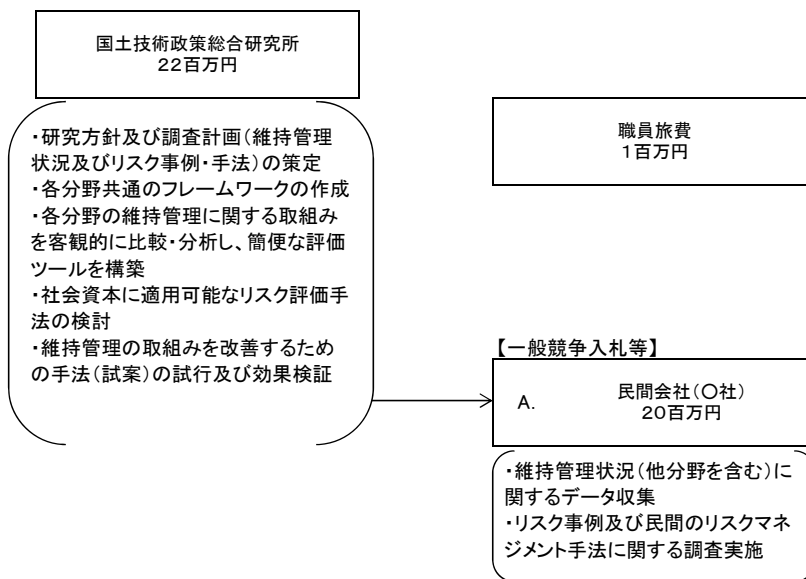 国土技術政策総合研究所
22百万円
・研究方針及び調査計画(維持管理
状況及びリスク事例・手法)の策定
・各分野共通のフレームワークの作成
・各分野の維持管理に関する取組み
を客観的に比較・分析し、簡便な評価
ツールを構築
・社会資本に適用可能なリスク評価手
法の検討
・維持管理の取組みを改善するため
の手法(試案)の試行及び効果検証
職員旅費
1百万円
【一般競争入札等】
A. 民間会社(〇社)
20百万円
・維持管理状況(他分野を含む)に
関するデータ収集
・リスク事例及び民間のリスクマネ
ジメント手法に関する調査実施